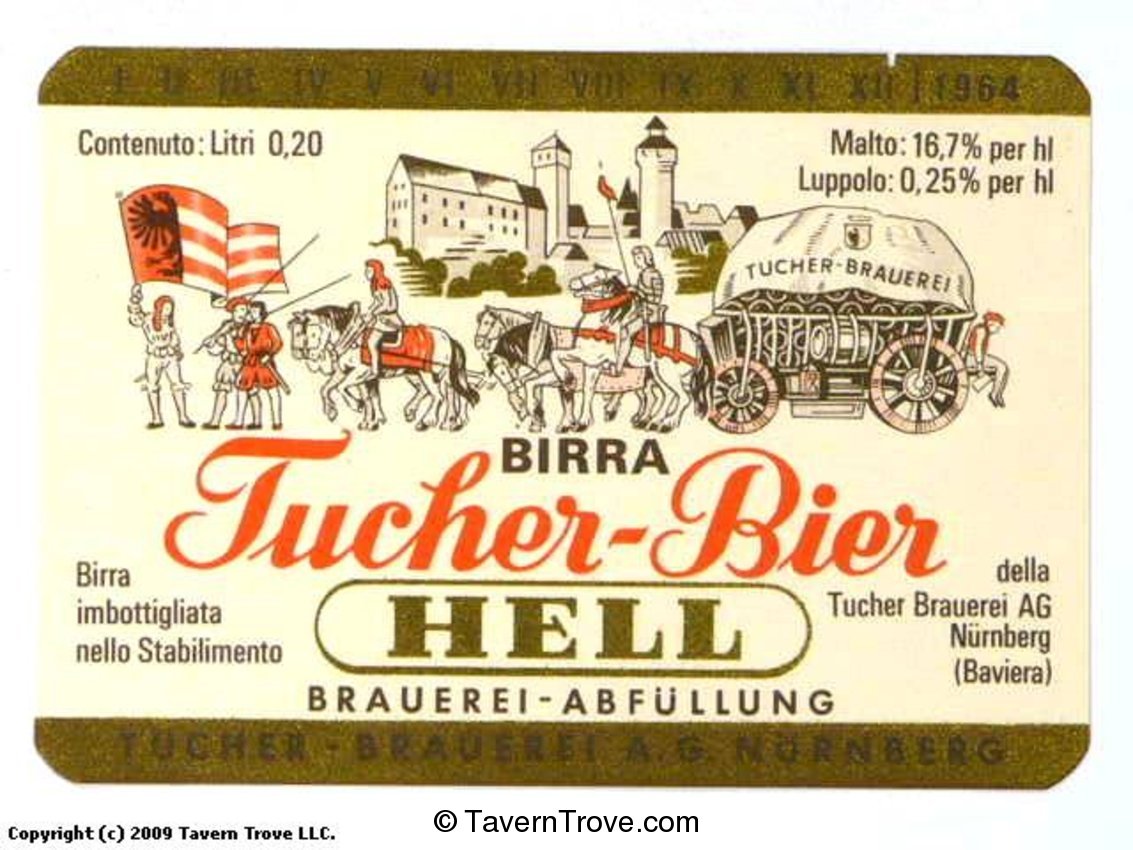 I II III IV V VI VII VIII IX X XI XII 1964
Contenuto: Litri 0,20
Malto: 16,7% per hl
Luppolo: 0,25% per hl
TUCHER-BRAUEREI
BIRRA
Tucher-Bier
HELL
Birra
imbottigliata
nello Stabilimento
della
Tucher Brauerei AG
Nürnberg
(Baviera)
BRAUEREI-ABFÜLLUNG
TUCHER-BRAUEREI A.G. NÜRNBERG
Copyright (c) 2009 Tavern Trove LLC.
© TavernTrove.com